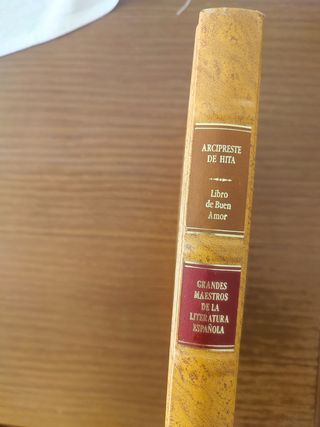 ARCIPRESTE
DE HITA
Libro
de Buen
Amor
GRANDES
MAESTROS
DE LA
LITERATURA
ESPAÑOLA